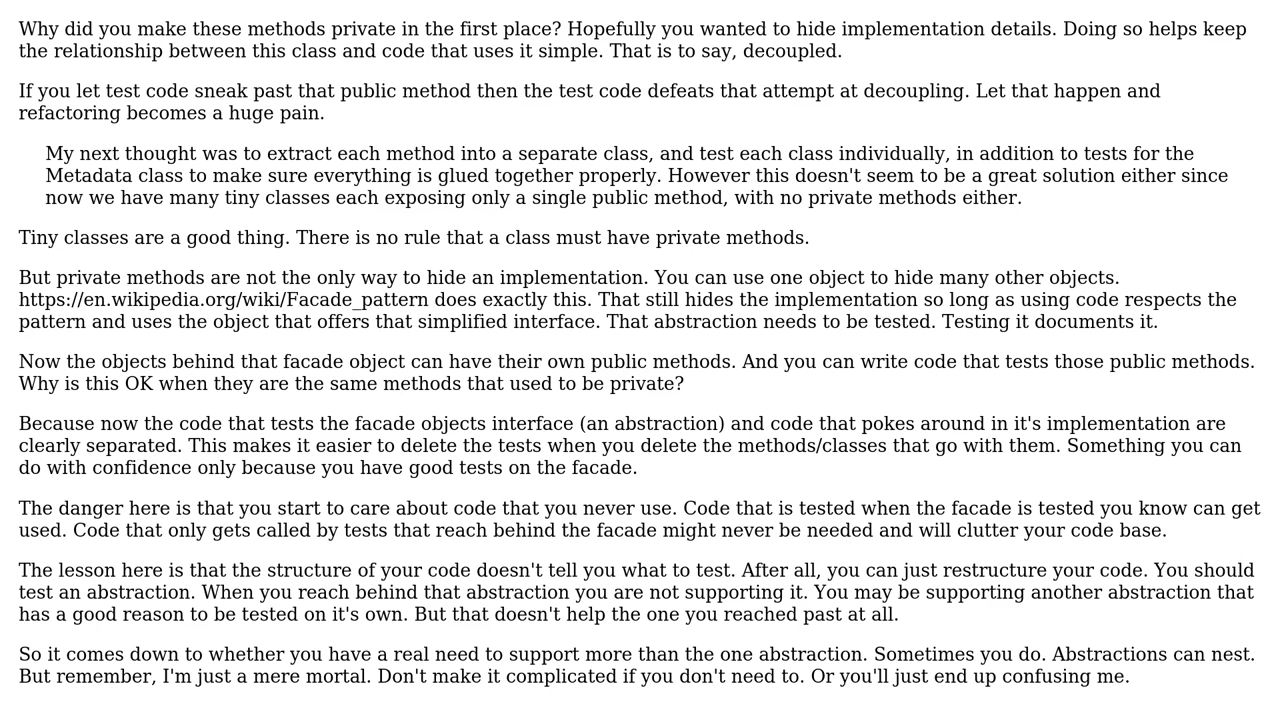 Why did you make these methods private in the first place? Hopefully you wanted to hide implementation details. Doing so helps keep
the relationship between this class and code that uses it simple. That is to say, decoupled.
If you let test code sneak past that public method then the test code defeats that attempt at decoupling. Let that happen and
refactoring becomes a huge pain.
My next thought was to extract each method into a separate class, and test each class individually, in addition to tests for the
Metadata class to make sure everything is glued together properly. However this doesn't seem to be a great solution either since
now we have many tiny classes each exposing only a single public method, with no private methods either.
Tiny classes are a good thing. There is no rule that a class must have private methods.
But private methods are not the only way to hide an implementation. You can use one object to hide many other objects.
https://en.wikipedia.org/wiki/Facade_pattern does exactly this. That still hides the implementation so long as using code respects the
pattern and uses the object that offers that simplified interface. That abstraction needs to be tested. Testing it documents it.
Now the objects behind that facade object can have their own public methods. And you can write code that tests those public methods.
Why is this OK when they are the same methods that used to be private?
Because now the code that tests the facade objects interface (an abstraction) and code that pokes around in it's implementation are
clearly separated. This makes it easier to delete the tests when you delete the methods/classes that go with them. Something you can
do with confidence only because you have good tests on the facade.
The danger here is that you start to care about code that you never use. Code that is tested when the facade is tested you know can get
used. Code that only gets called by tests that reach behind the facade might never be needed and will clutter your code base.
The lesson here is that the structure of your code doesn't tell you what to test. After all, you can just restructure your code. You should
test an abstraction. When you reach behind that abstraction you are not supporting it. You may be supporting another abstraction that
has a good reason to be tested on it's own. But that doesn't help the one you reached past at all.
So it comes down to whether you have a real need to support more than the one abstraction. Sometimes you do. Abstractions can nest.
But remember, I'm just a mere mortal. Don't make it complicated if you don't need to. Or you'll just end up confusing me.